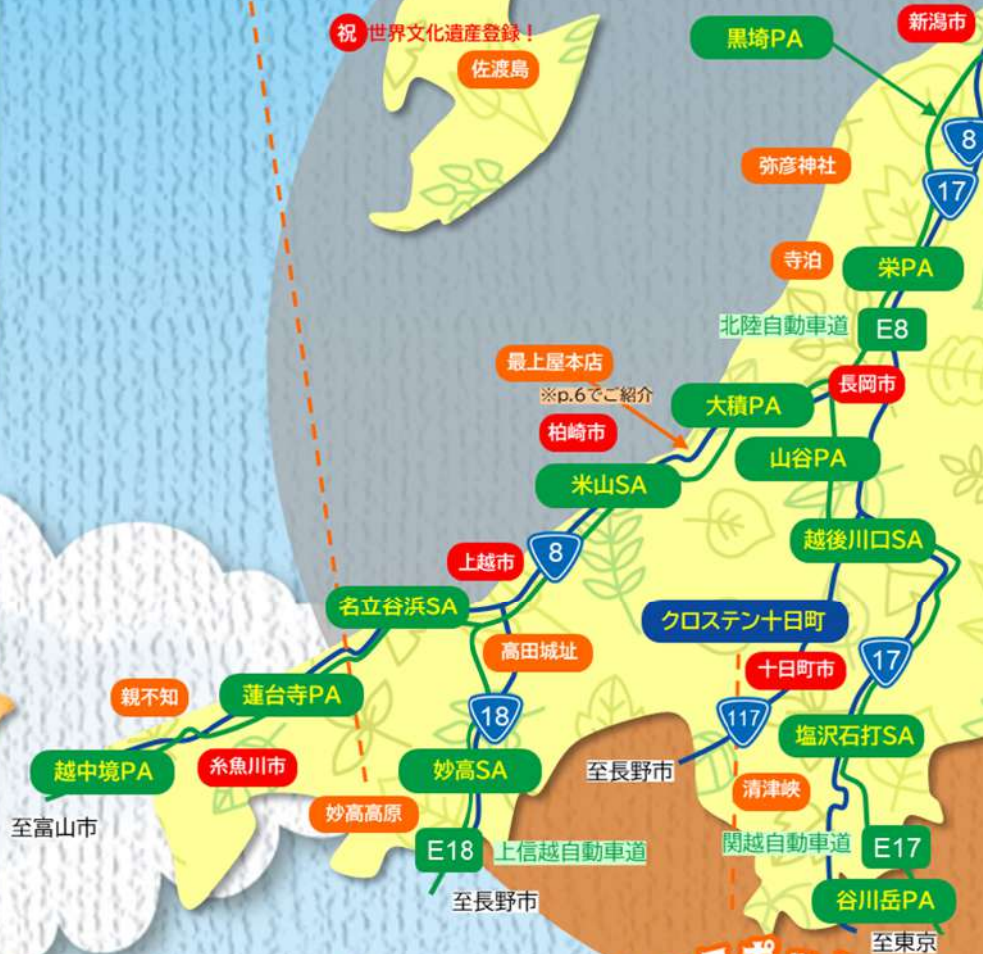 祝 世界文化遺産登録!
佐渡島
黒埼PA
新潟市
8
17
弥彦神社
寺泊
栄PA
北陸自動車道
E8
最上屋本店
※p.6でご紹介
大積PA
長岡市
柏崎市
山谷PA
米山SA
越後川口SA
8
上越市
名立谷浜SA
クロステン十日町
高田城址
十日町市
17
親不知
蓮台寺PA
18
117
塩沢石打SA
越中境PA
糸魚川市
妙高SA
至長野市
清津峡
妙高高原
至富山市
E18
上信越自動車道
関越自動車道
E17
至長野市
谷川岳PA
至東京